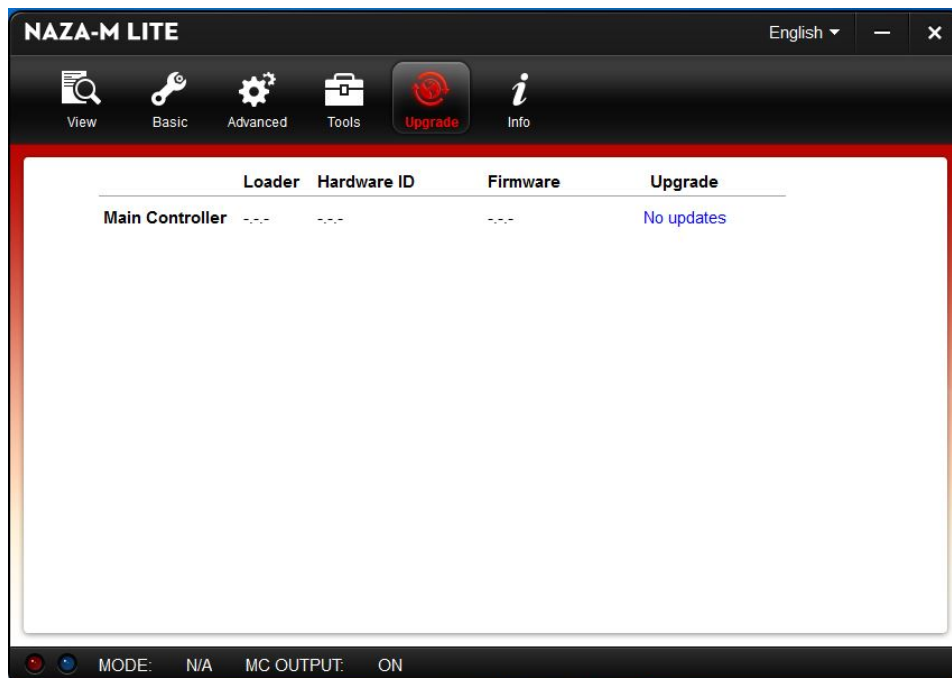 NAZA-M LITE English
View Basic Advanced Tools Upgrade Info
Loader Hardware ID Firmware Upgrade
Main Controller -.-.- -.-.- -.-.- No updates
MODE: N/A MC OUTPUT: ON